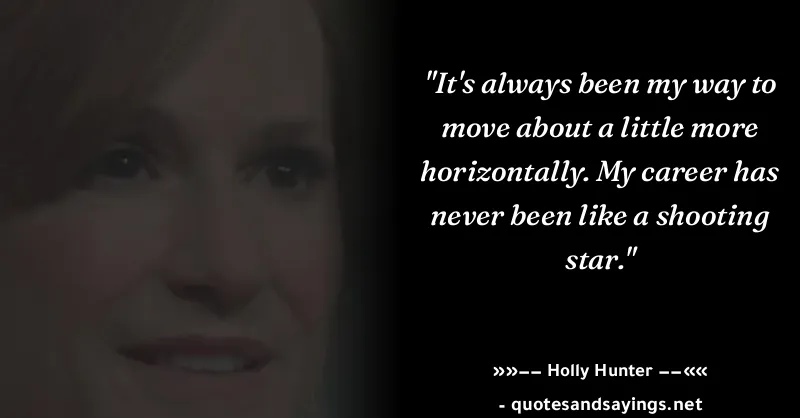 "It's always been my way to
move about a little more
horizontally. My career has
never been like a shooting
star."
»»−− Holly Hunter −−««
- quotesandsayings.net